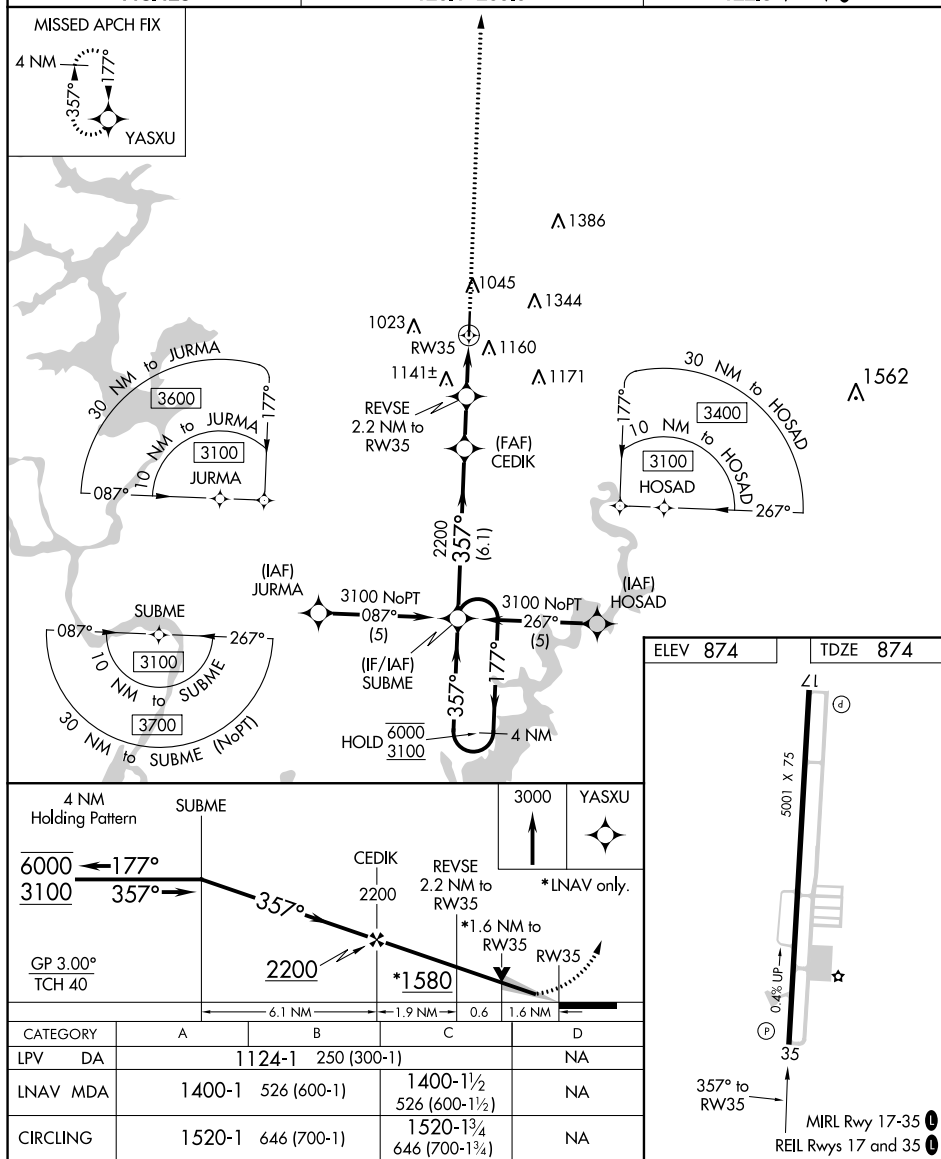 MISSED APCH FIX
4 NM
177°
357°
YASXU
1386
1045
1344
1023
RW35
1160
1141±
1171
1562
REVSE
2.2 NM to
RW35
(FAF)
CEDIK
30 NM to JURMA
3600
10 NM to JURMA
3100
177°
JURMA
087°
30 NM to HOSAD
3400
10 NM to HOSAD
3100
177°
HOSAD
267°
2200
357°
(6.1)
(IAF)
JURMA
3100 NoPT
087°
(5)
3100 NoPT
267°
(5)
(IAF)
HOSAD
(IF/IAF)
SUBME
357°
177°
HOLD 6000
3100
4 NM
SUBME
087°
267°
3100
10 NM to SUBME
3700
30 NM to SUBME (NoPT)
ELEV 874
TDZE 874
17
P
5001 X 75
0.4% UP
P
35
357° to
RW35
MIRL Rwy 17-35 L
REIL Rwys 17 and 35 L
4 NM
Holding Pattern
SUBME
3000
YASXU
6000
177°
3100
357°
357°
CEDIK
2200
REVSE
2.2 NM to
RW35
*LNAV only.
*1.6 NM to
RW35
RW35
GP 3.00°
TCH 40
2200
*1580
6.1 NM
1.9 NM
0.6
1.6 NM
CATEGORY A B C D
LPV DA 1124-1 250 (300-1) NA
LNAV MDA 1400-1 526 (600-1) 1400-1½ 526 (600-1½) NA
CIRCLING 1520-1 646 (700-1) 1520-1¾ 646 (700-1¾) NA